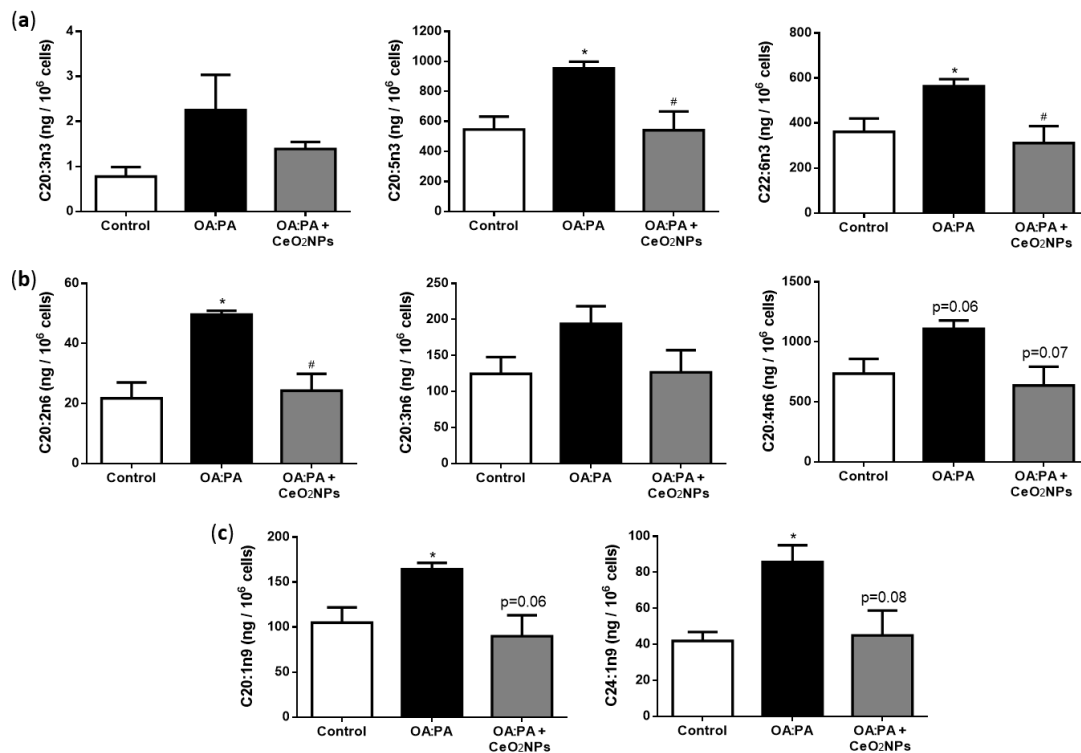 (a)
C20:3n3 (ng / 10⁶ cells)
4
3
2
1
0
Control
OA:PA
OA:PA +
CeO₂NPs
C20:5n3 (ng / 10⁶ cells)
1200
1000
800
600
400
200
0
*
#
Control
OA:PA
OA:PA +
CeO₂NPs
C22:6n3 (ng / 10⁶ cells)
800
600
400
200
0
*
#
Control
OA:PA
OA:PA +
CeO₂NPs
(b)
C20:2n6 (ng / 10⁶ cells)
60
40
20
0
*
#
Control
OA:PA
OA:PA +
CeO₂NPs
C20:3n6 (ng / 10⁶ cells)
250
200
150
100
50
0
Control
OA:PA
OA:PA +
CeO₂NPs
C20:4n6 (ng / 10⁶ cells)
1500
1000
500
0
p=0.06
p=0.07
Control
OA:PA
OA:PA +
CeO₂NPs
(c)
C20:1n9 (ng / 10⁶ cells)
200
150
100
50
0
*
p=0.06
Control
OA:PA
OA:PA +
CeO₂NPs
C24:1n9 (ng / 10⁶ cells)
100
80
60
40
20
0
*
p=0.08
Control
OA:PA
OA:PA +
CeO₂NPs